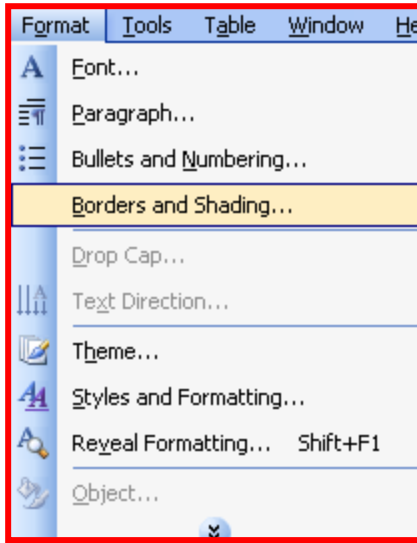 Format Tools Table Window He
Font...
Paragraph...
Bullets and Numbering...
Borders and Shading...
Drop Cap...
Text Direction...
Theme...
Styles and Formatting...
Reveal Formatting... Shift+F1
Object...